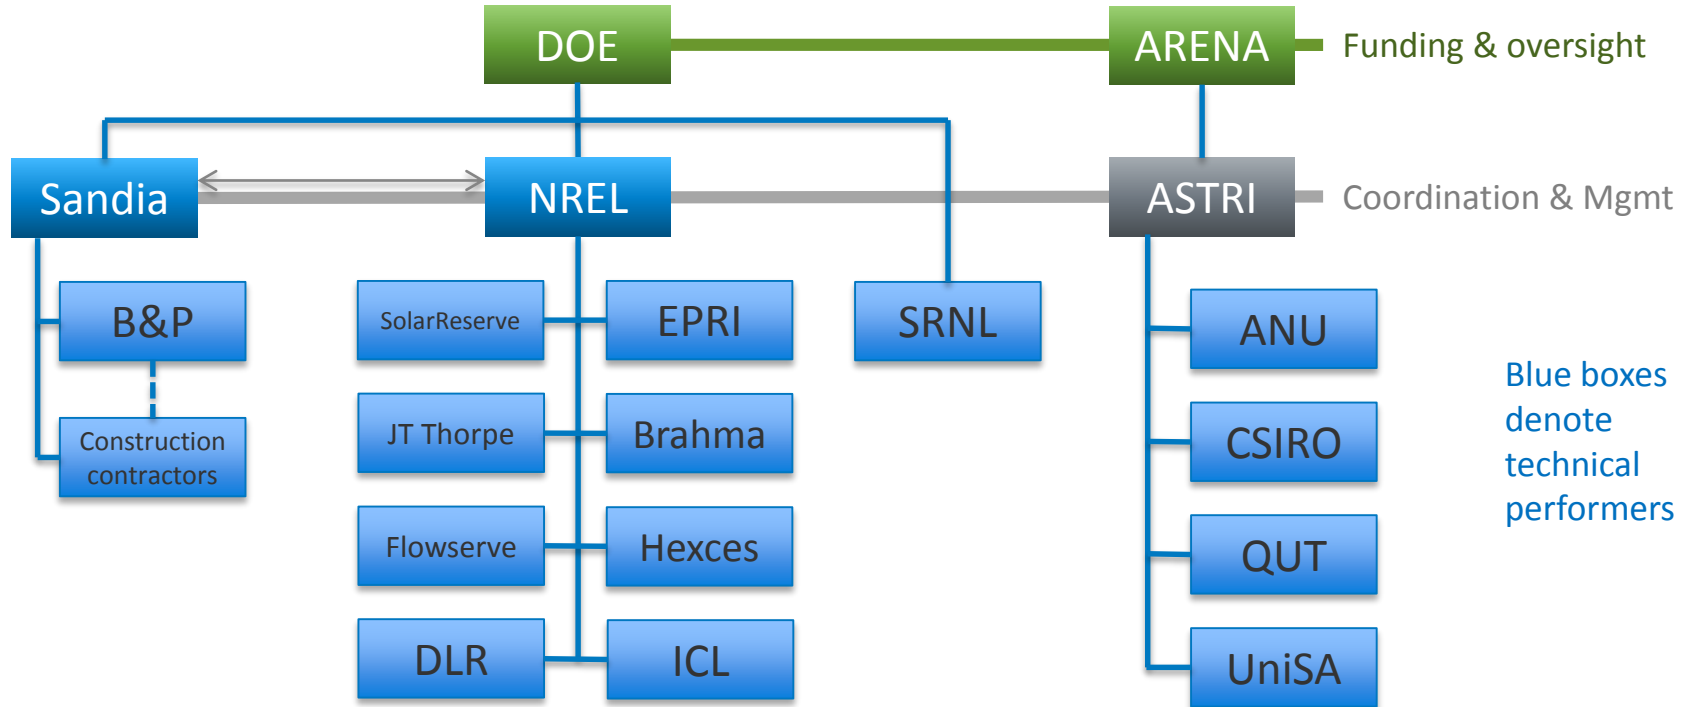 DOE
ARENA
Funding & oversight
Sandia
NREL
ASTRI
Coordination & Mgmt
B&P
SolarReserve
EPRI
SRNL
ANU
Construction
contractors
JT Thorpe
Brahma
CSIRO
Flowserve
Hexces
QUT
DLR
ICL
UniSA
Blue boxes
denote
technical
performers